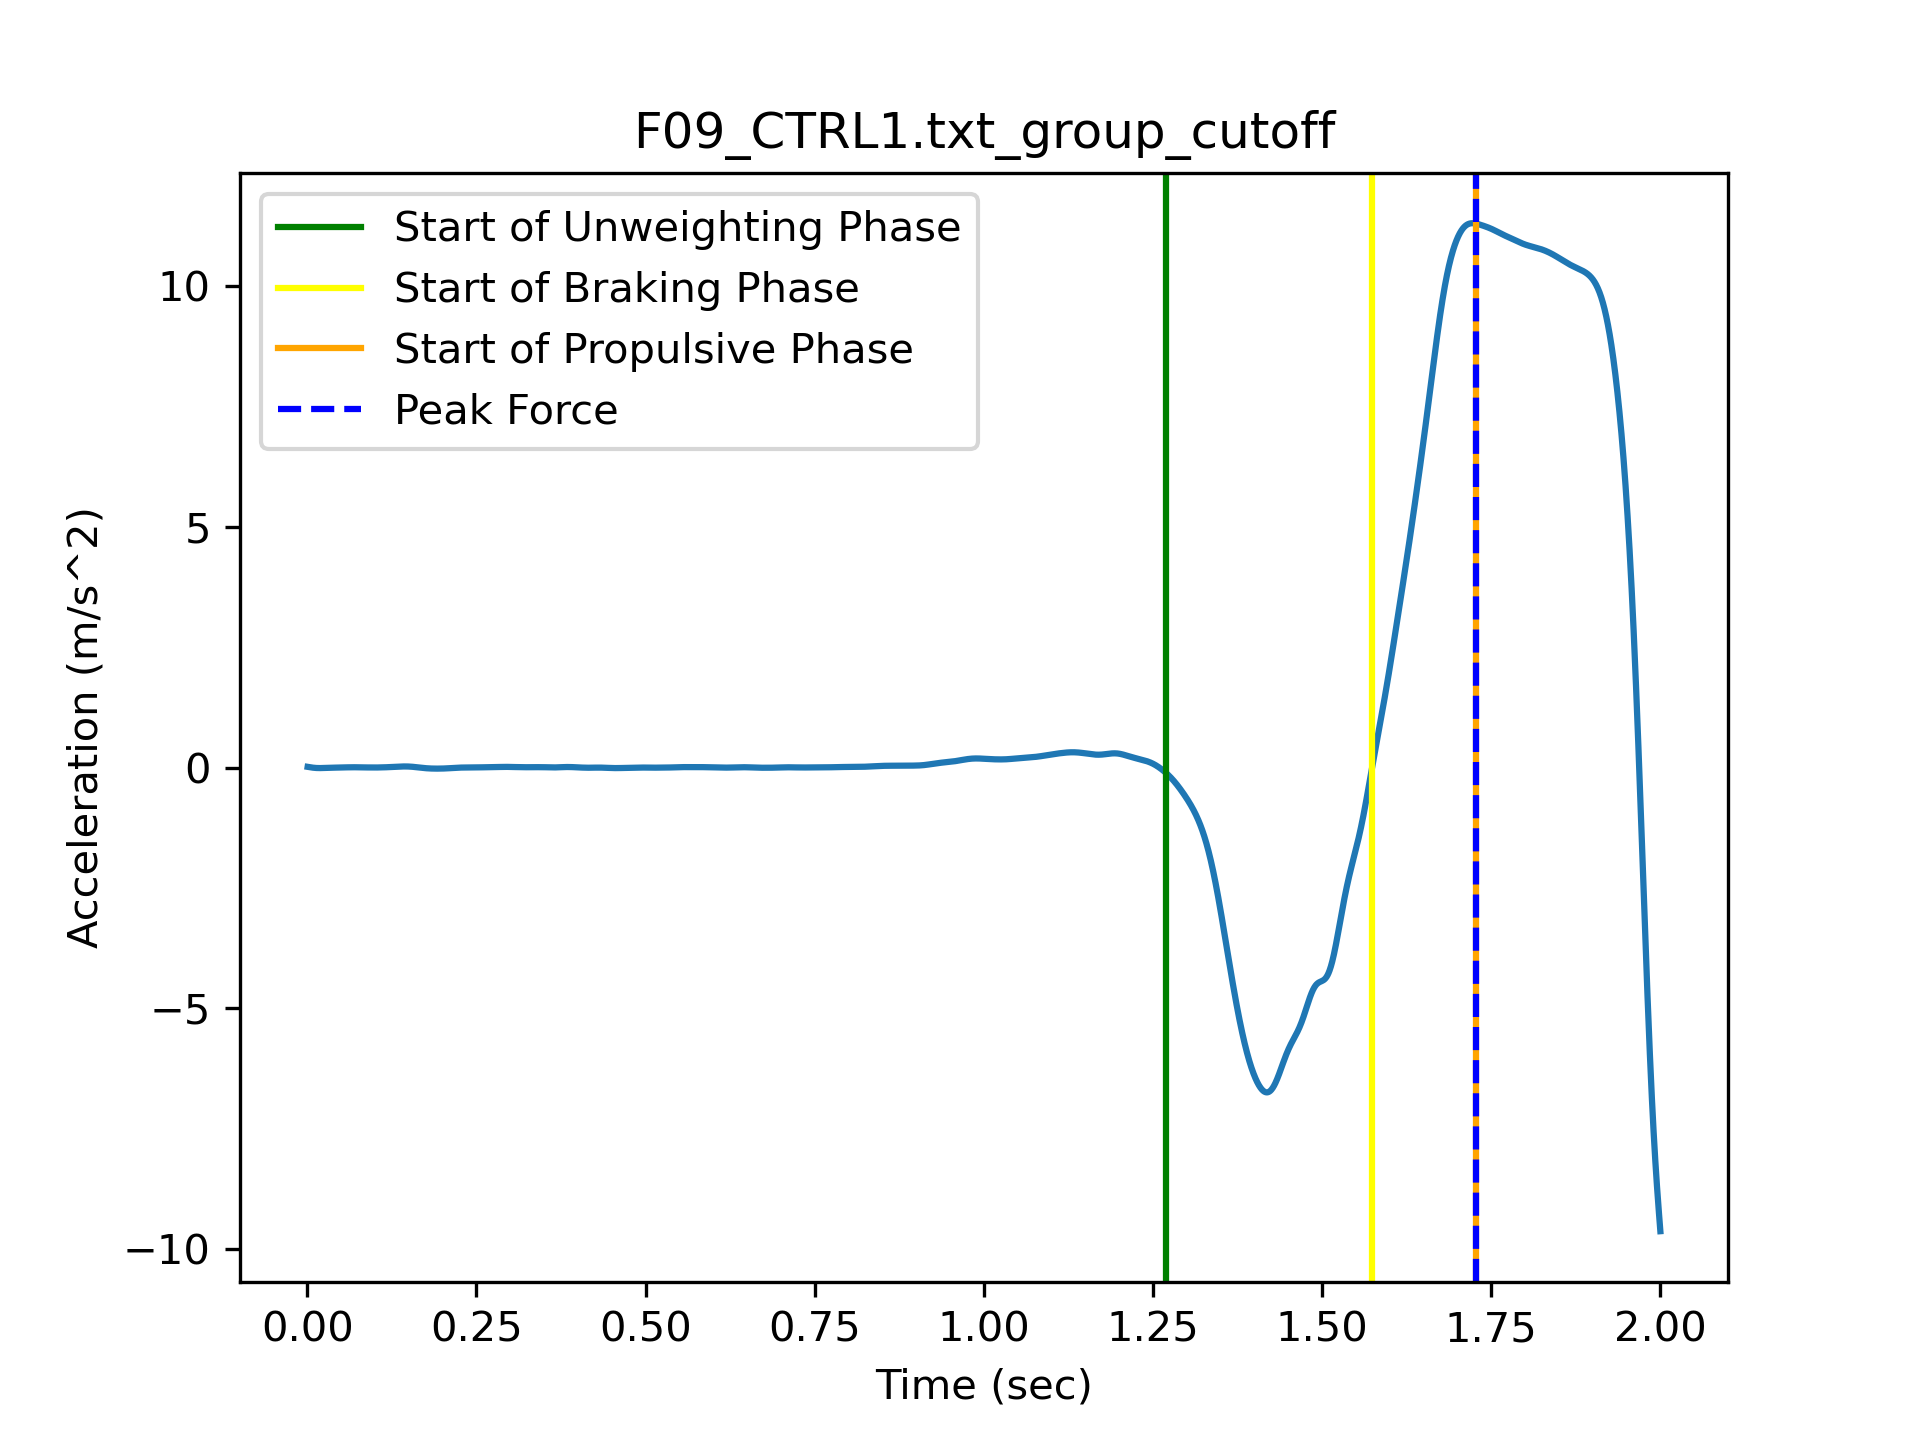 F09_CTRL1.txt_group_cutoff
Start of Unweighting Phase
Start of Braking Phase
Start of Propulsive Phase
Peak Force
Acceleration (m/s^2)
10
5
0
−5
−10
0.00 0.25 0.50 0.75 1.00 1.25 1.50 1.75 2.00
Time (sec)